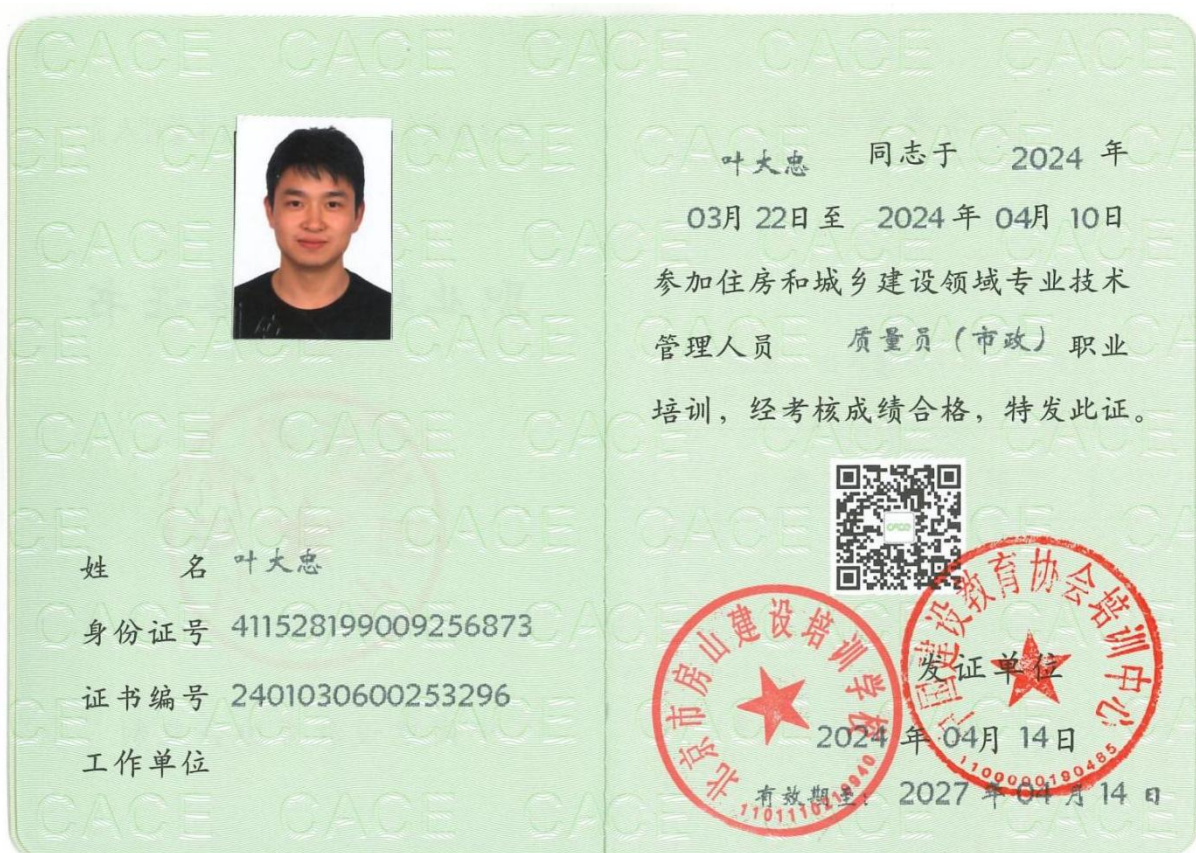 姓 名 叶大忠
身份证号 411528199009256873
证书编号 2401030600253296
工作单位
叶大忠 同志于 2024 年
03月 22日 至 2024 年 04月 10日
参加住房和城乡建设领域专业技术
管理人员 质量员（市政）职业
培训，经考核成绩合格，特发此证。
CACE
北京市房山建设培训学校
中国建设教育协会培训中心
1100000190485
发证单位
2024 年 04月 14日
有效期至： 2027 年 04 月 14 日